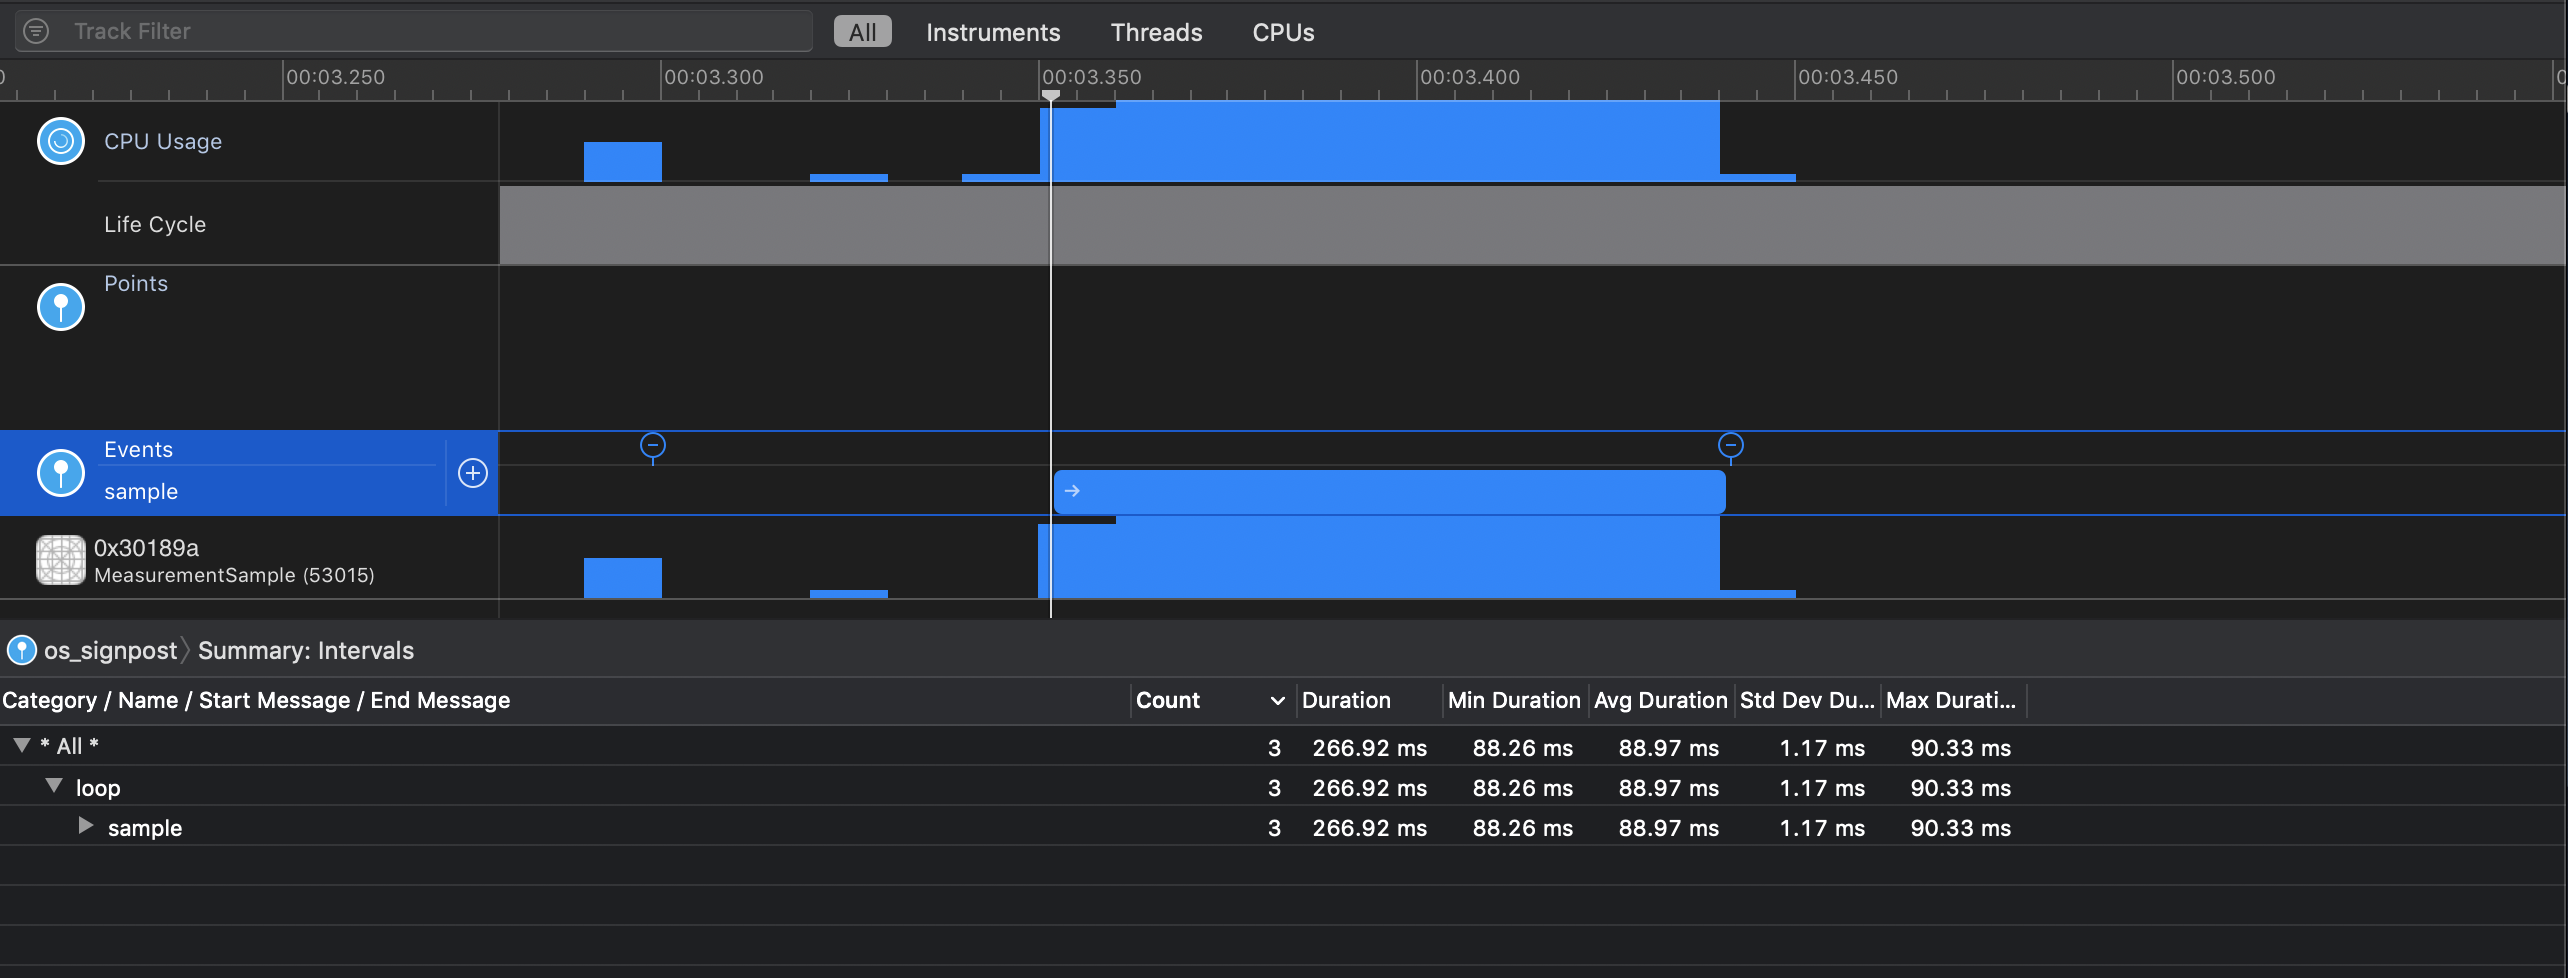 Track Filter All Instruments Threads CPUs
0 00:03.250 00:03.300 00:03.350 00:03.400 00:03.450 00:03.500 0
CPU Usage
Life Cycle
Points
Events
sample
0x30189a
MeasurementSample (53015)
os_signpost Summary: Intervals
Category / Name / Start Message / End Message Count Duration Min Duration Avg Duration Std Dev Du... Max Durati...
* All * 3 266.92 ms 88.26 ms 88.97 ms 1.17 ms 90.33 ms
loop 3 266.92 ms 88.26 ms 88.97 ms 1.17 ms 90.33 ms
sample 3 266.92 ms 88.26 ms 88.97 ms 1.17 ms 90.33 ms